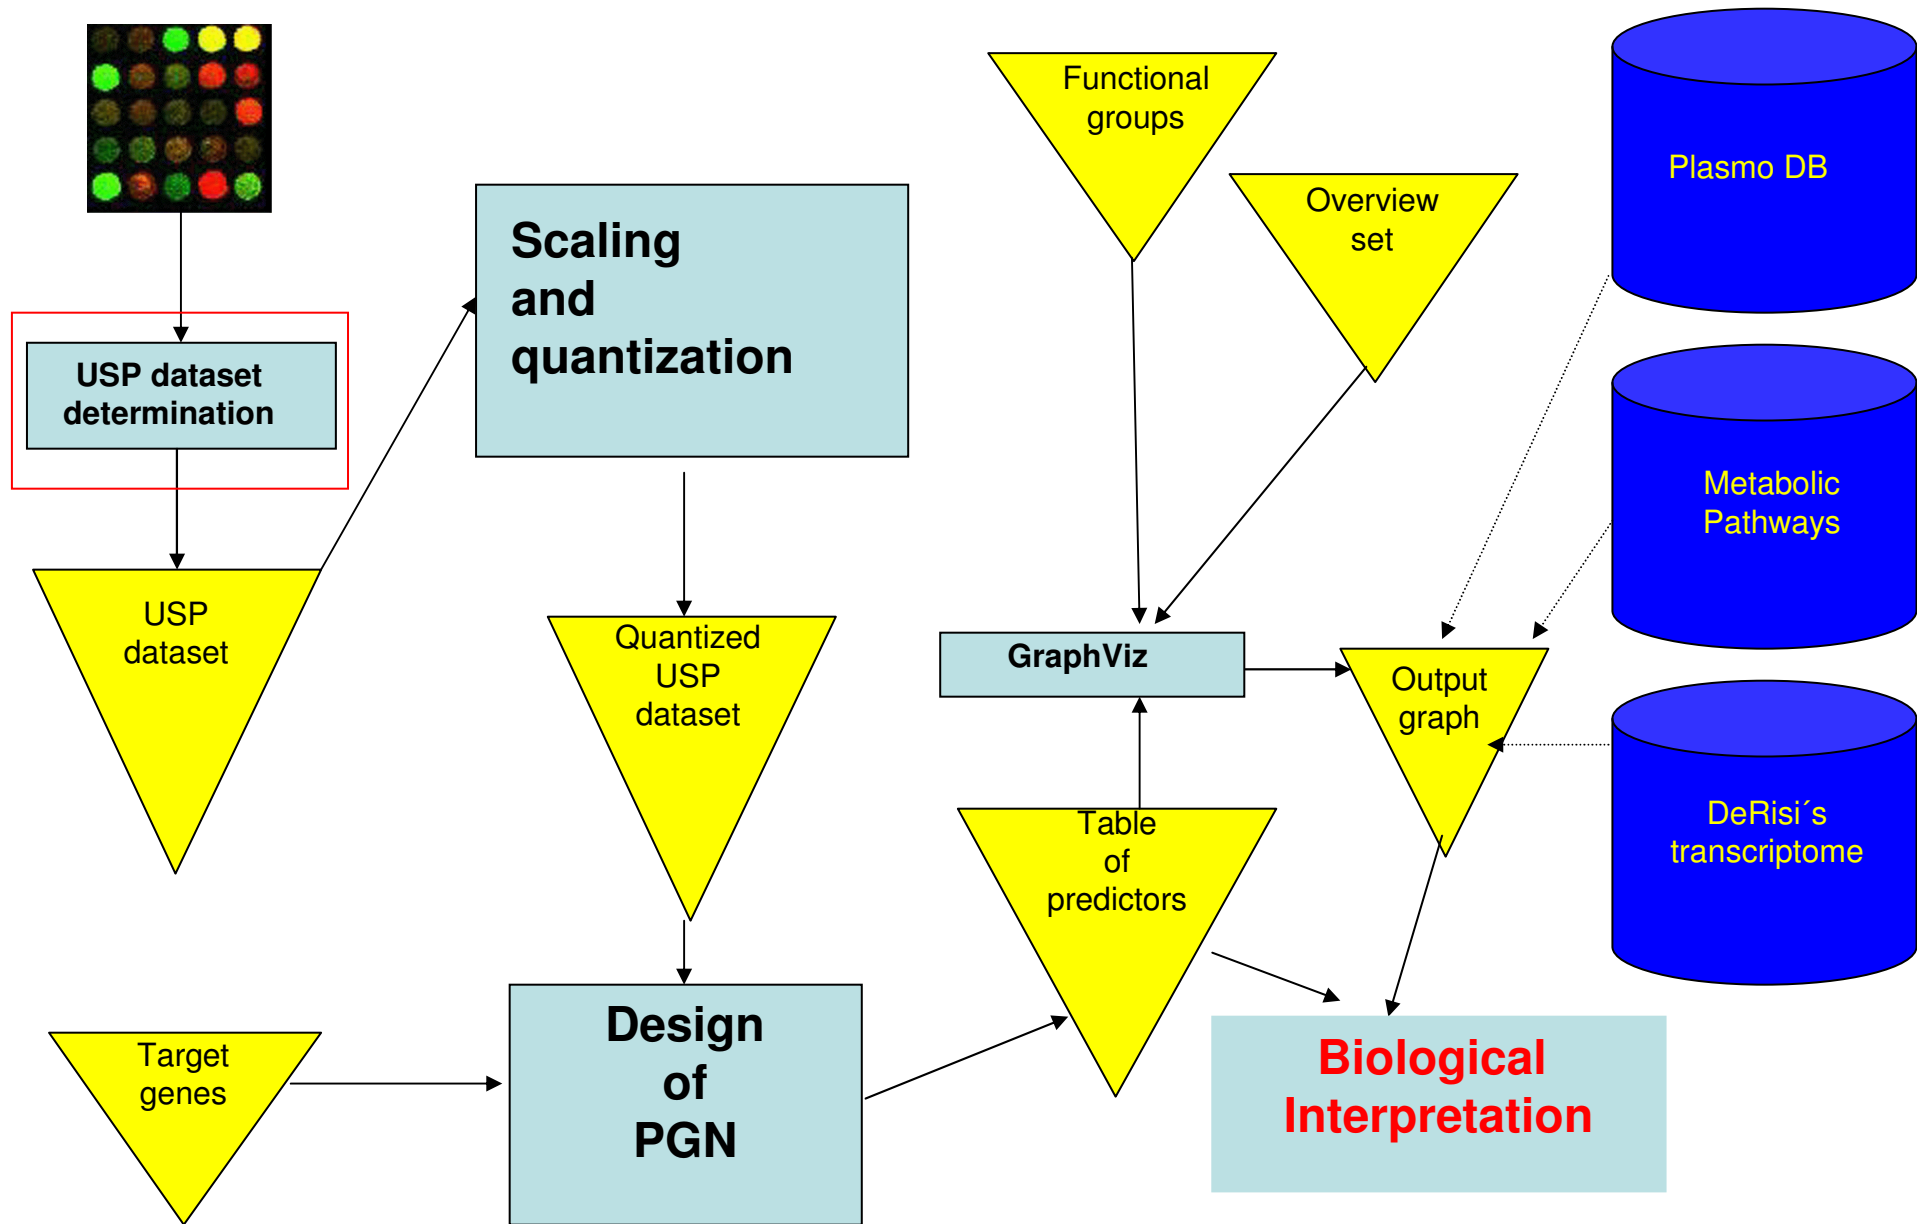 Functional
groups
Plasmo DB
Overview
set
Scaling
and
quantization
USP dataset
determination
Metabolic
Pathways
USP
dataset
Quantized
USP
dataset
GraphViz
Output
graph
Table
of
predictors
DeRisi´s
transcriptome
Target
genes
Design
of
PGN
Biological
Interpretation